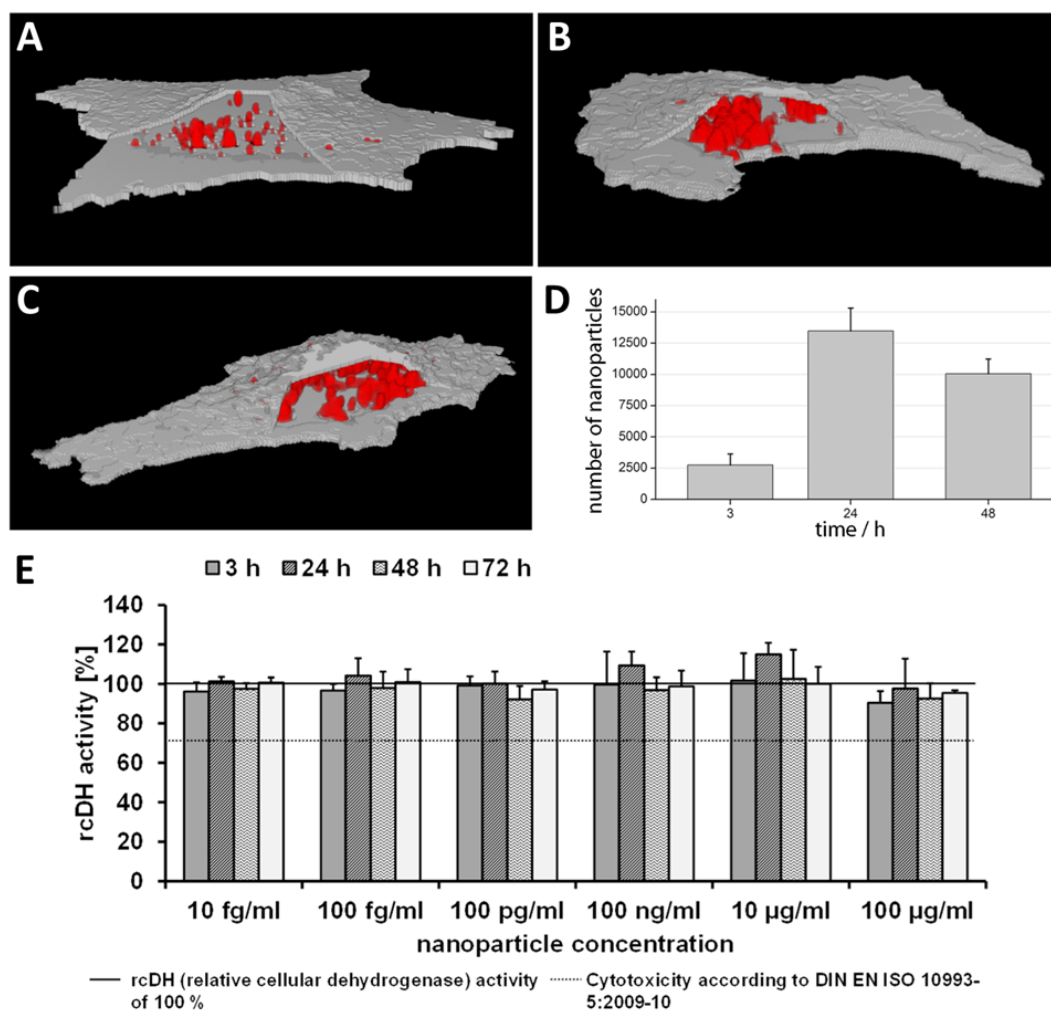 A
B
C
D
number of nanoparticles
15000
12500
10000
7500
5000
2500
0
3
24
48
time / h
E
3 h
24 h
48 h
72 h
rcDH activity [%]
140
120
100
80
60
40
20
0
10 fg/ml
100 fg/ml
100 pg/ml
100 ng/ml
10 µg/ml
100 µg/ml
nanoparticle concentration
rcDH (relative cellular dehydrogenase) activity
of 100 %
Cytotoxicity according to DIN EN ISO 10993-
5:2009-10